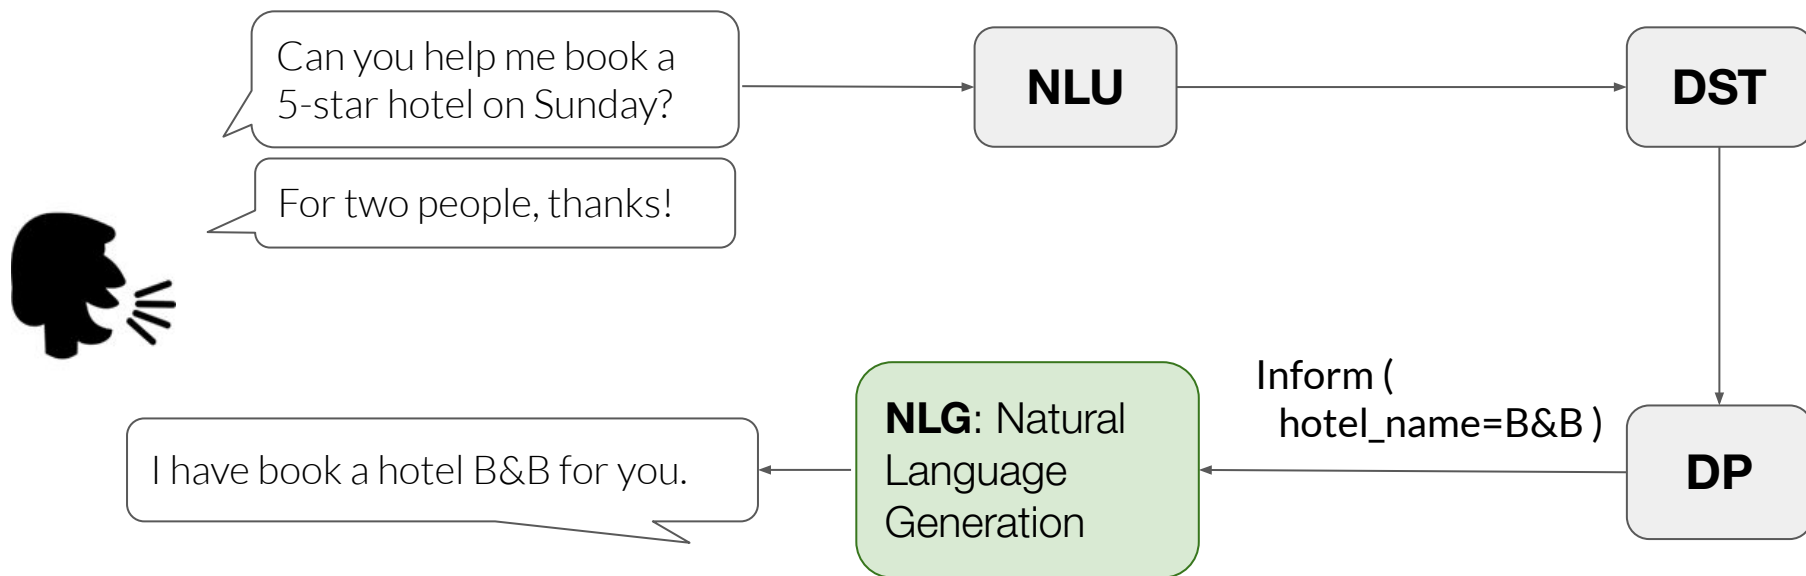 Can you help me book a
5-star hotel on Sunday?
NLU
DST
For two people, thanks!
Inform (
hotel_name=B&B )
NLG: Natural
Language
Generation
DP
I have book a hotel B&B for you.